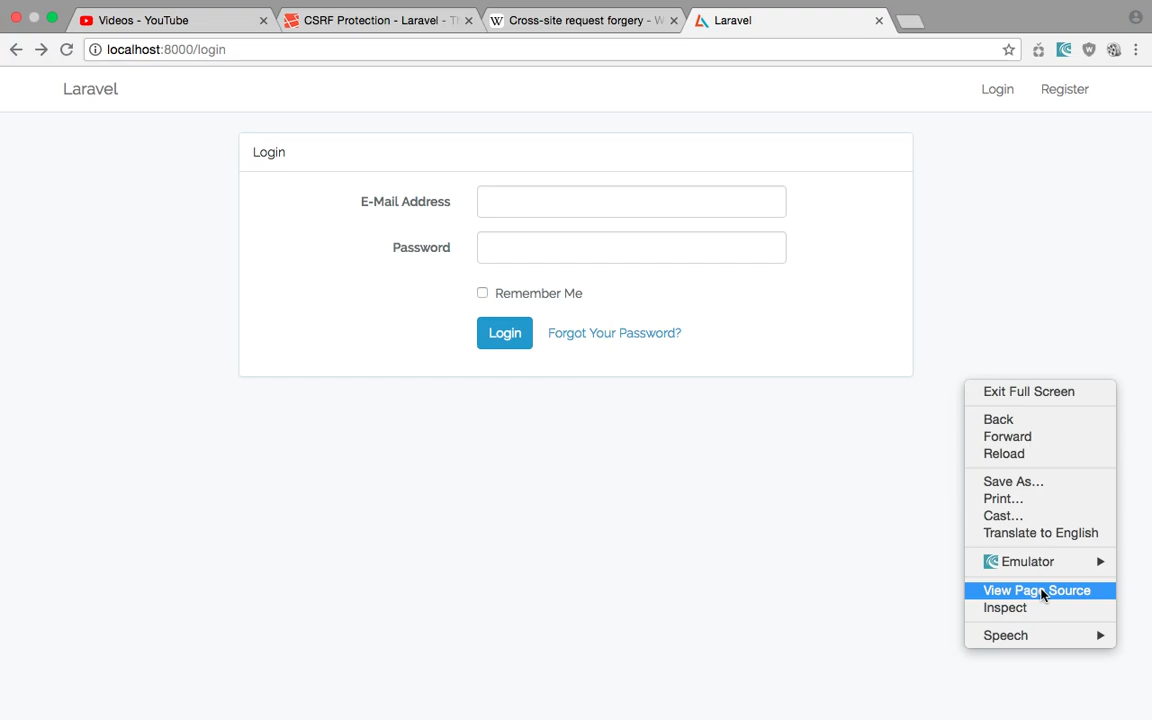 Videos - YouTube
CSRF Protection - Laravel - Th
Cross-site request forgery - W
Laravel
localhost:8000/login
Laravel
Login
Register
Login
E-Mail Address
Password
Remember Me
Login
Forgot Your Password?
Exit Full Screen
Back
Forward
Reload
Save As...
Print...
Cast...
Translate to English
Emulator
View Page Source
Inspect
Speech